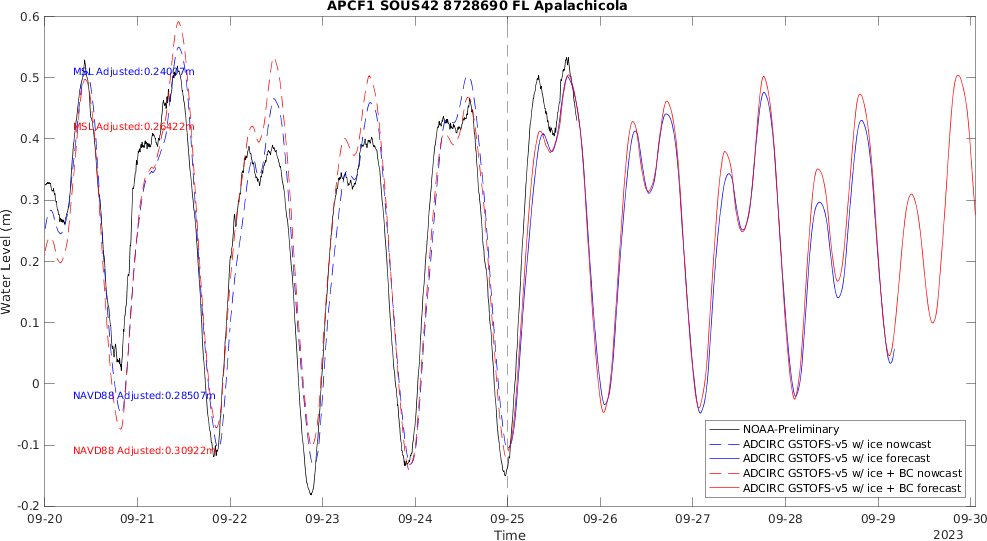 APCF1 SOUS42 8728690 FL Apalachicola
0.6
0.5
0.4
0.3
0.2
0.1
0
-0.1
-0.2
Water Level (m)
MSL Adjusted:0.24007m
MSL Adjusted:0.26422m
NAVD88 Adjusted:0.28507m
NAVD88 Adjusted:0.30922m
NOAA-Preliminary
ADCIRC GSTOFS-v5 w/ ice nowcast
ADCIRC GSTOFS-v5 w/ ice forecast
ADCIRC GSTOFS-v5 w/ ice + BC nowcast
ADCIRC GSTOFS-v5 w/ ice + BC forecast
09-20 09-21 09-22 09-23 09-24 09-25 09-26 09-27 09-28 09-29 09-30
Time
2023